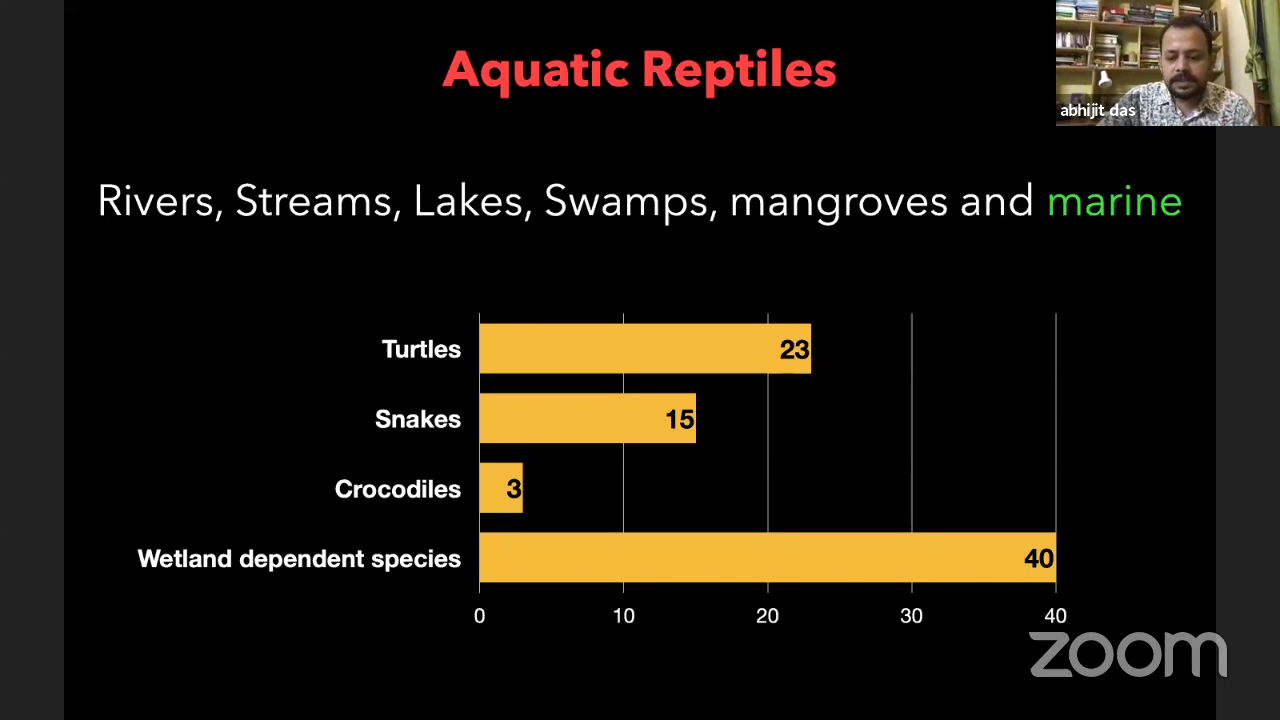 Aquatic Reptiles
abhijit das
Rivers, Streams, Lakes, Swamps, mangroves and marine
Turtles 23
Snakes 15
Crocodiles 3
Wetland dependent species 40
0 10 20 30 40
zoom